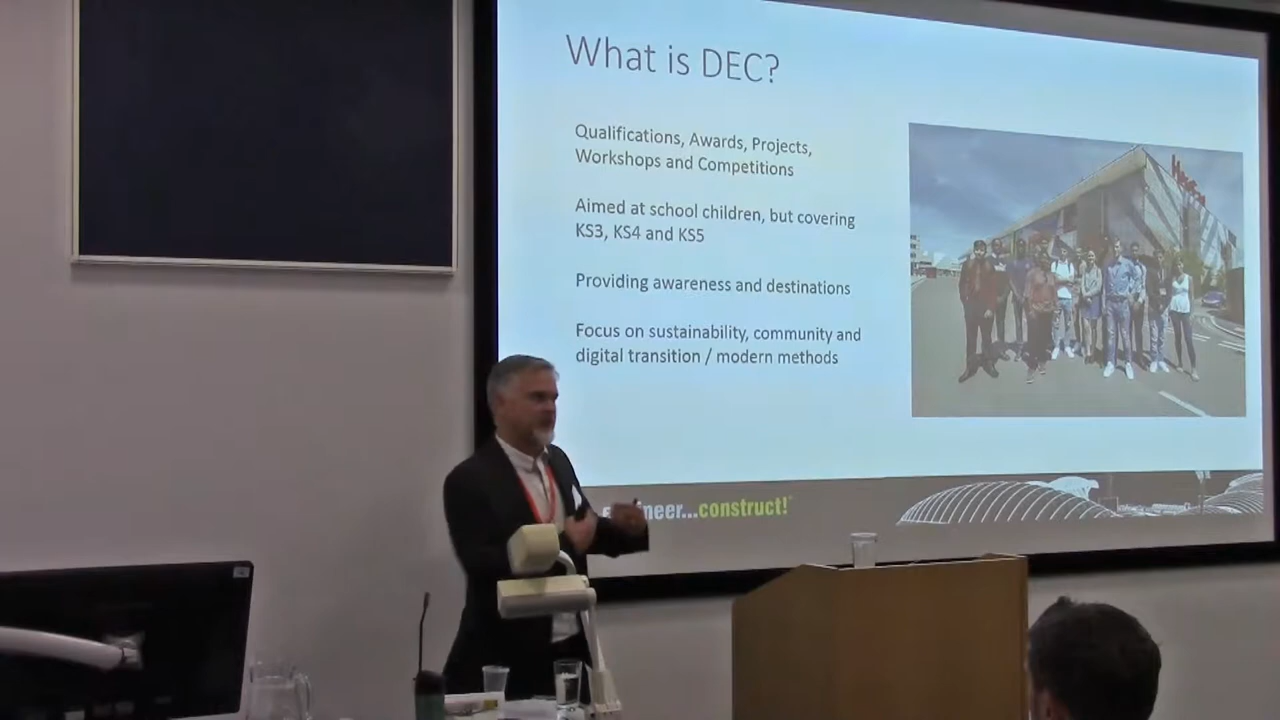 What is DEC?
Qualifications, Awards, Projects,
Workshops and Competitions
Aimed at school children, but covering
KS3, KS4 and KS5
Providing awareness and destinations
Focus on sustainability, community and
digital transition / modern methods
...construct!